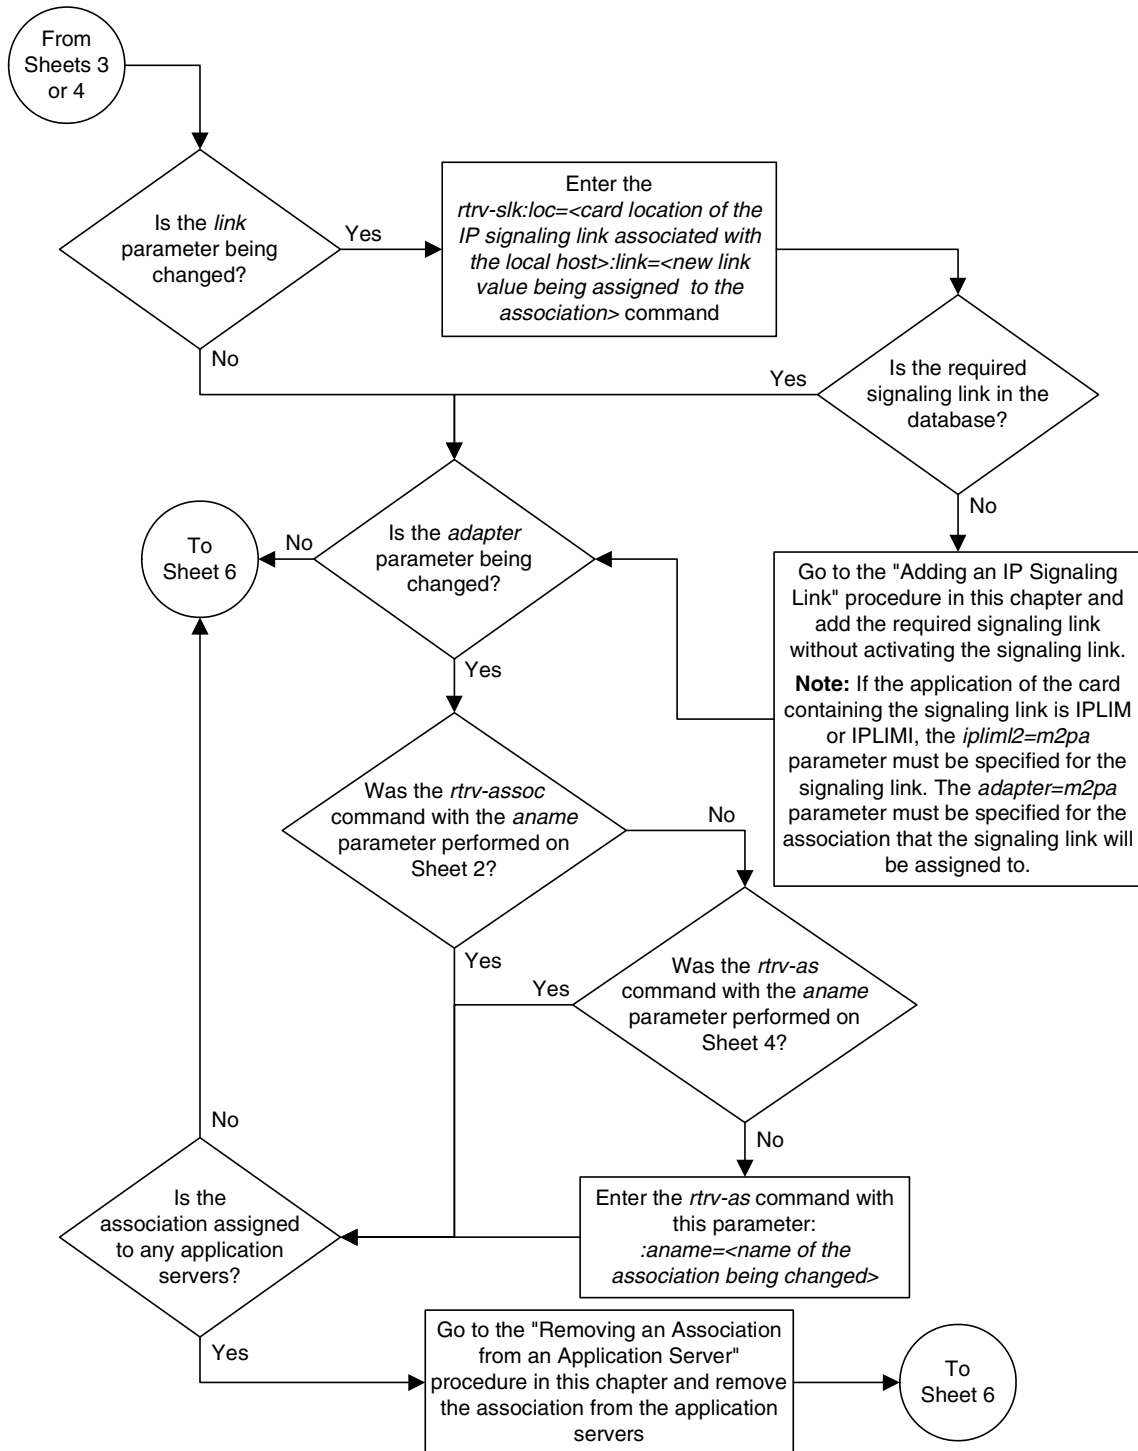 From
Sheets 3
or 4
Is the link
parameter being
changed?
Yes
No
Enter the
rtrv-slk:loc=<card location of the
IP signaling link associated with
the local host>:link=<new link
value being assigned to the
association> command
Is the required
signaling link in the
database?
Yes
No
Go to the "Adding an IP Signaling
Link" procedure in this chapter and
add the required signaling link
without activating the signaling link.
Note: If the application of the card
containing the signaling link is IPLIM
or IPLIMI, the ipliml2=m2pa
parameter must be specified for the
signaling link. The adapter=m2pa
parameter must be specified for the
association that the signaling link will
be assigned to.
Is the adapter
parameter being
changed?
No
To
Sheet 6
Yes
Was the rtrv-assoc
command with the aname
parameter performed on
Sheet 2?
No
Yes
Was the rtrv-as
command with the aname
parameter performed on
Sheet 4?
Yes
No
Enter the rtrv-as command with
this parameter:
:aname=<name of the
association being changed>
Is the
association assigned
to any application
servers?
No
Yes
Go to the "Removing an Association
from an Application Server"
procedure in this chapter and remove
the association from the application
servers
To
Sheet 6